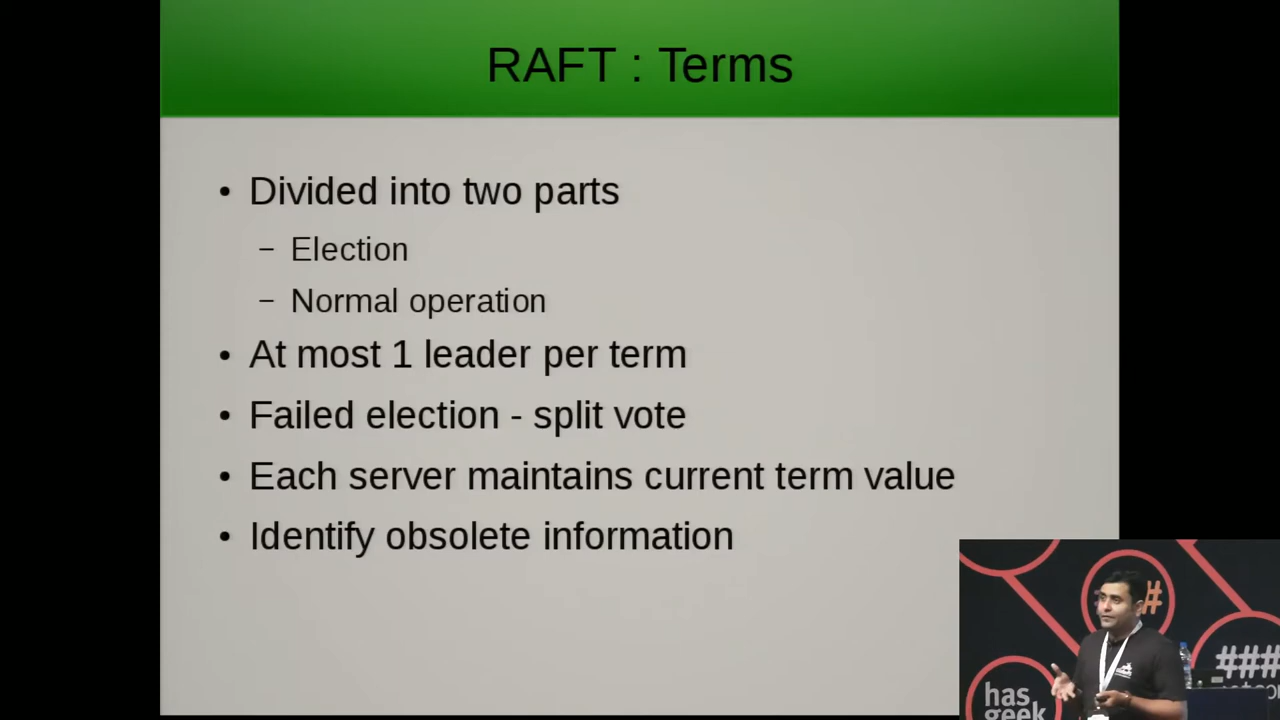 RAFT : Terms
• Divided into two parts
– Election
– Normal operation
• At most 1 leader per term
• Failed election - split vote
• Each server maintains current term value
• Identify obsolete information
#
###
has
geek